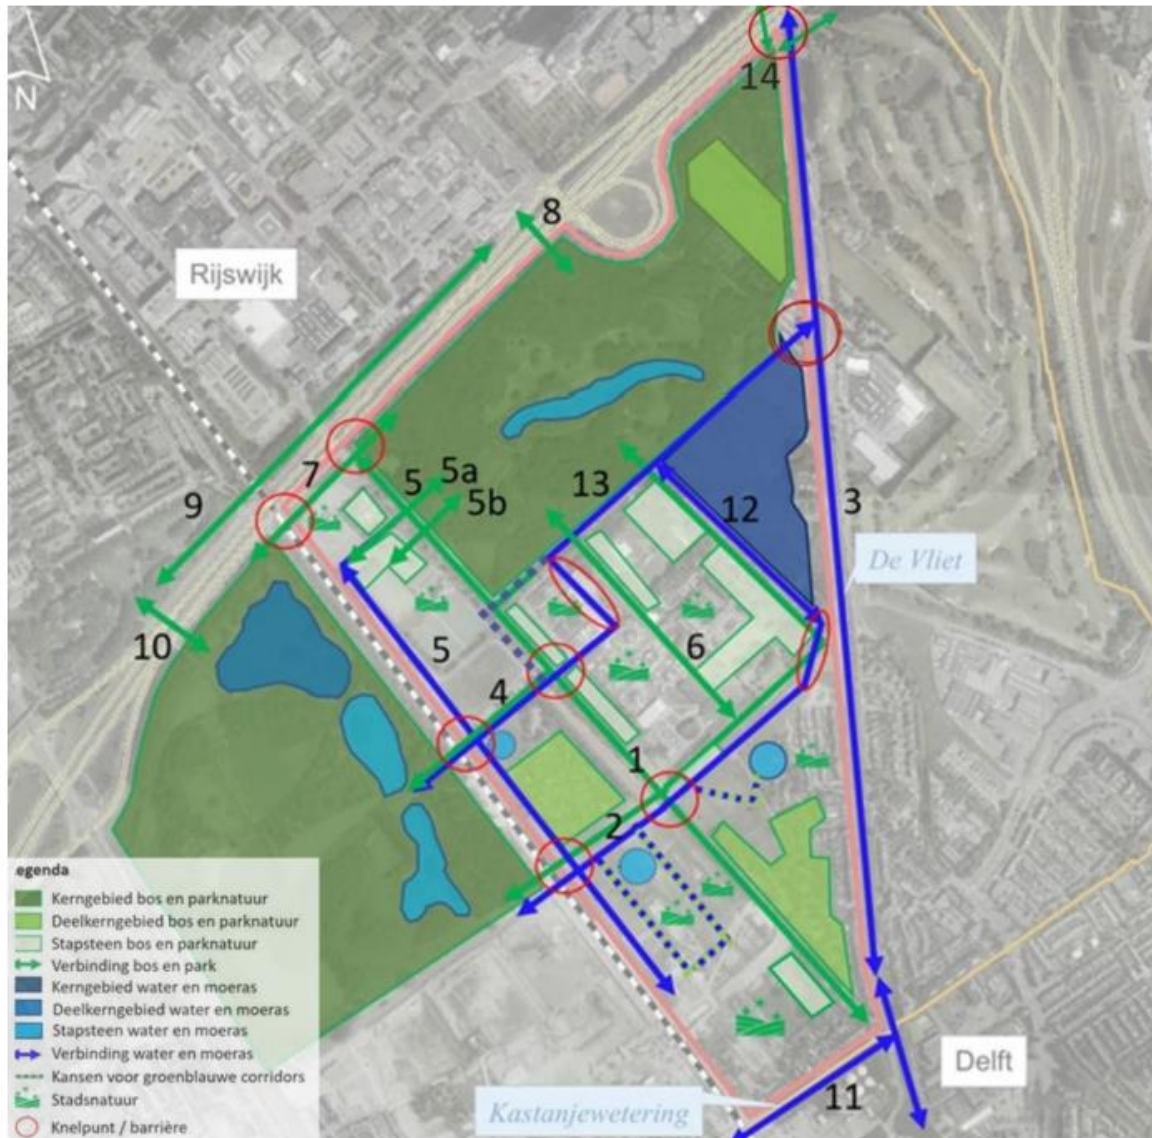 14
N
8
Rijswijk
5a
7
5
5b
13
9
12
3
De Vliet
10
6
5
4
1
2
egenda
Kerngebied bos en parknatuur
Deelkerngebied bos en parknatuur
Stapsteen bos en parknatuur
Verbinding bos en park
Kerngebied water en moeras
Deelkerngebied water en moeras
Stapsteen water en moeras
Verbinding water en moeras
Kansen voor groenblauwe corridors
Stadsnatuur
Knelpunt / barrière
Delft
11
Kastanjewetering